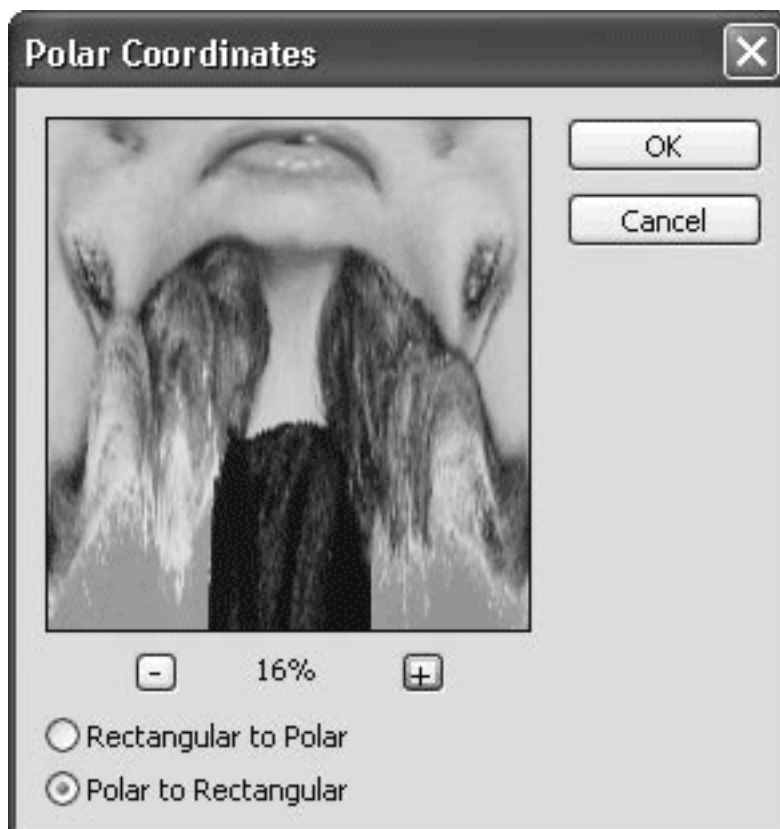 Polar Coordinates
OK
Cancel
- 16% +
Rectangular to Polar
Polar to Rectangular